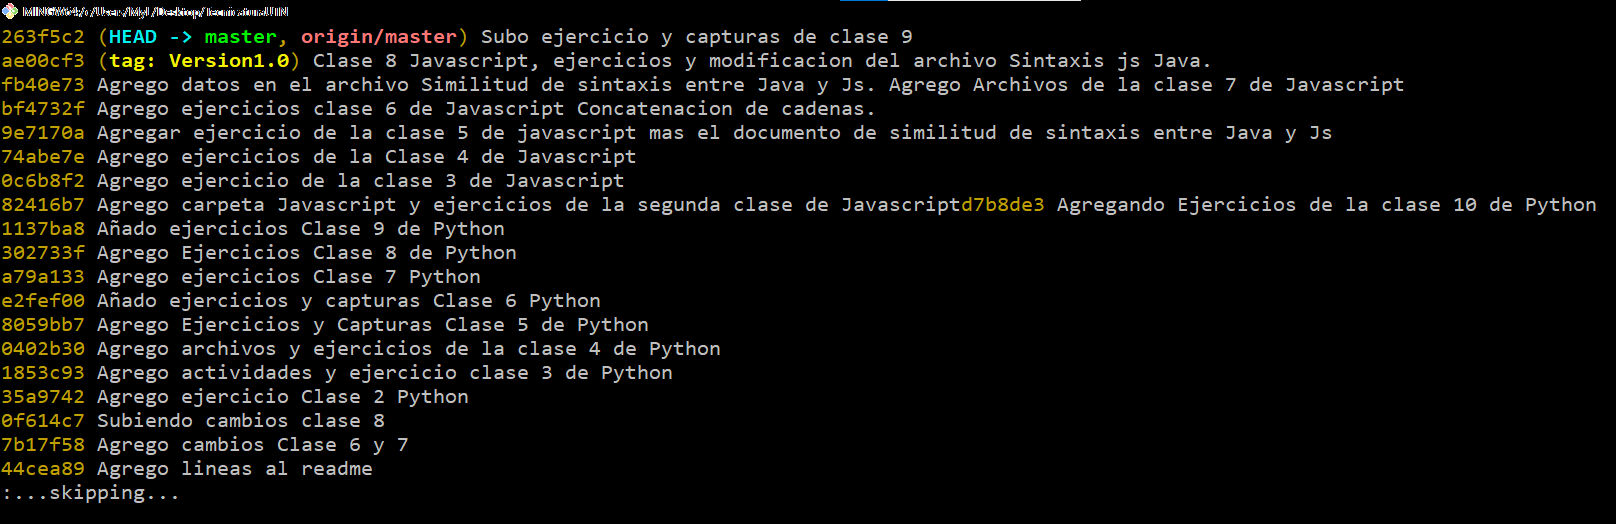 MINGW64:/c/Users/MyL/Desktop/TecnicaturaUTN
263f5c2 (HEAD -> master, origin/master) Subo ejercicio y capturas de clase 9
ae00cf3 (tag: Version1.0) Clase 8 Javascript, ejercicios y modificacion del archivo Sintaxis js Java.
fb40e73 Agrego datos en el archivo Similitud de sintaxis entre Java y Js. Agrego Archivos de la clase 7 de Javascript
bf4732f Agrego ejercicios clase 6 de Javascript Concatenacion de cadenas.
9e7170a Agregar ejercicio de la clase 5 de javascript mas el documento de similitud de sintaxis entre Java y Js
74abe7e Agrego ejercicios de la Clase 4 de Javascript
0c6b8f2 Agrego ejercicio de la clase 3 de Javascript
82416b7 Agrego carpeta Javascript y ejercicios de la segunda clase de Javascriptd7b8de3 Agregando Ejercicios de la clase 10 de Python
1137ba8 Añado ejercicios Clase 9 de Python
302733f Agrego Ejercicios Clase 8 de Python
a79a133 Agrego ejercicios Clase 7 Python
e2fef00 Añado ejercicios y capturas Clase 6 Python
8059bb7 Agrego Ejercicios y Capturas Clase 5 de Python
0402b30 Agrego archivos y ejercicios de la clase 4 de Python
1853c93 Agrego actividades y ejercicio clase 3 de Python
35a9742 Agrego ejercicio Clase 2 Python
0f614c7 Subiendo cambios clase 8
7b17f58 Agrego cambios Clase 6 y 7
44cea89 Agrego lineas al readme
:...skipping...